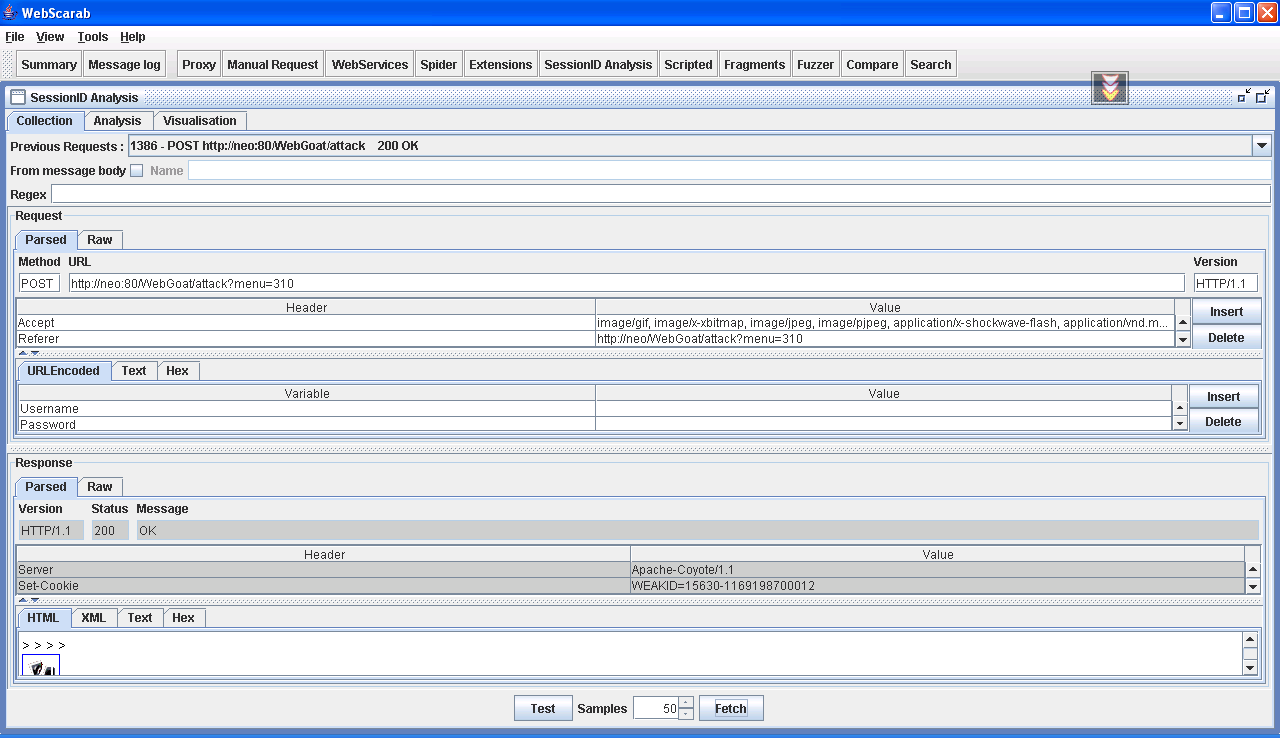 WebScarab
File View Tools Help
Summary Message log Proxy Manual Request WebServices Spider Extensions SessionID Analysis Scripted Fragments Fuzzer Compare Search
SessionID Analysis
Collection Analysis Visualisation
Previous Requests : 1386 - POST http://neo:80/WebGoat/attack 200 OK
From message body Name
Regex
Request
Parsed Raw
Method URL Version
POST http://neo:80/WebGoat/attack?menu=310 HTTP/1.1
Header Value Insert
Accept image/gif, image/x-xbitmap, image/jpeg, image/pjpeg, application/x-shockwave-flash, application/vnd.m...
Referer http://neo/WebGoat/attack?menu=310 Delete
URLEncoded Text Hex
Variable Value Insert
Username
Password Delete
Response
Parsed Raw
Version Status Message
HTTP/1.1 200 OK
Header Value
Server Apache-Coyote/1.1
Set-Cookie WEAKID=15630-1169198700012
HTML XML Text Hex
> > > >
Test Samples 50 Fetch